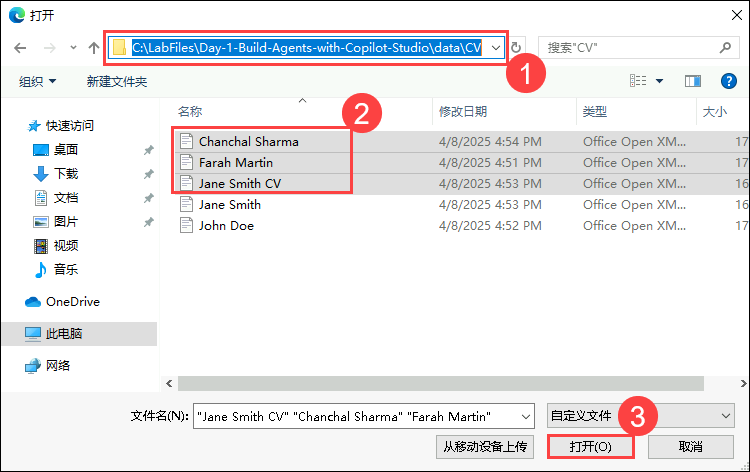 打开
C:\LabFiles\Day-1-Build-Agents-with-Copilot-Studio\data\CV
搜索"CV"
1
组织
新建文件夹
?
2
名称
修改日期
类型
大小
快速访问
桌面
下载
文档
图片
视频
音乐
OneDrive
此电脑
网络
Chanchal Sharma 4/8/2025 4:54 PM Office Open XM... 17
Farah Martin 4/8/2025 4:51 PM Office Open XM... 17
Jane Smith CV 4/8/2025 4:53 PM Office Open XM... 16
Jane Smith 4/8/2025 4:53 PM Office Open XM... 16
John Doe 4/8/2025 4:52 PM Office Open XM... 17
文件名(N): "Jane Smith CV" "Chanchal Sharma" "Farah Martin"
自定义文件
3
从移动设备上传
打开(O)
取消